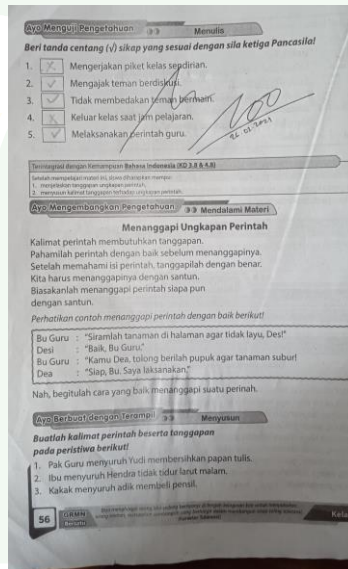 Ayo Menguji Pengetahuan Menulis
Beri tanda centang (√) sikap yang sesuai dengan sila ketiga Pancasila!
1. X Mengerjakan piket kelas sendirian.
2. ✓ Mengajak teman berdiskusi.
3. ✓ Tidak membedakan teman bermain.
4. X Keluar kelas saat jam pelajaran.
5. ✓ Melaksanakan perintah guru.
100
Terintegrasi dengan Kemampuan Bahasa Indonesia (KD 3.8 & 4.8)
Ayo Mengembangkan Pengetahuan Mendalami Materi
Menanggapi Ungkapan Perintah
Kalimat perintah membutuhkan tanggapan.
Pahamilah perintah dengan baik sebelum menanggapinya.
Setelah memahami isi perintah, tanggapilah dengan benar.
Kita harus menanggapinya dengan santun.
Biasakanlah menanggapi perintah siapa pun
dengan santun.
Perhatikan contoh menanggapi perintah dengan baik berikut!
Bu Guru : "Siramlah tanaman di halaman agar tidak layu, Des!"
Desi : "Baik, Bu Guru."
Bu Guru : "Kamu Dea, tolong berilah pupuk agar tanaman subur!
Dea : "Siap, Bu. Saya laksanakan."
Nah, begitulah cara yang baik menanggapi suatu perinah.
Ayo Berbuat dengan Terampil Menyusun
Buatlah kalimat perintah beserta tanggapan
pada peristiwa berikut!
1. Pak Guru menyuruh Yudi membersihkan papan tulis.
2. Ibu menyuruh Hendra tidak tidur larut malam.
3. Kakak menyuruh adik membeli pensil.
56
Kela